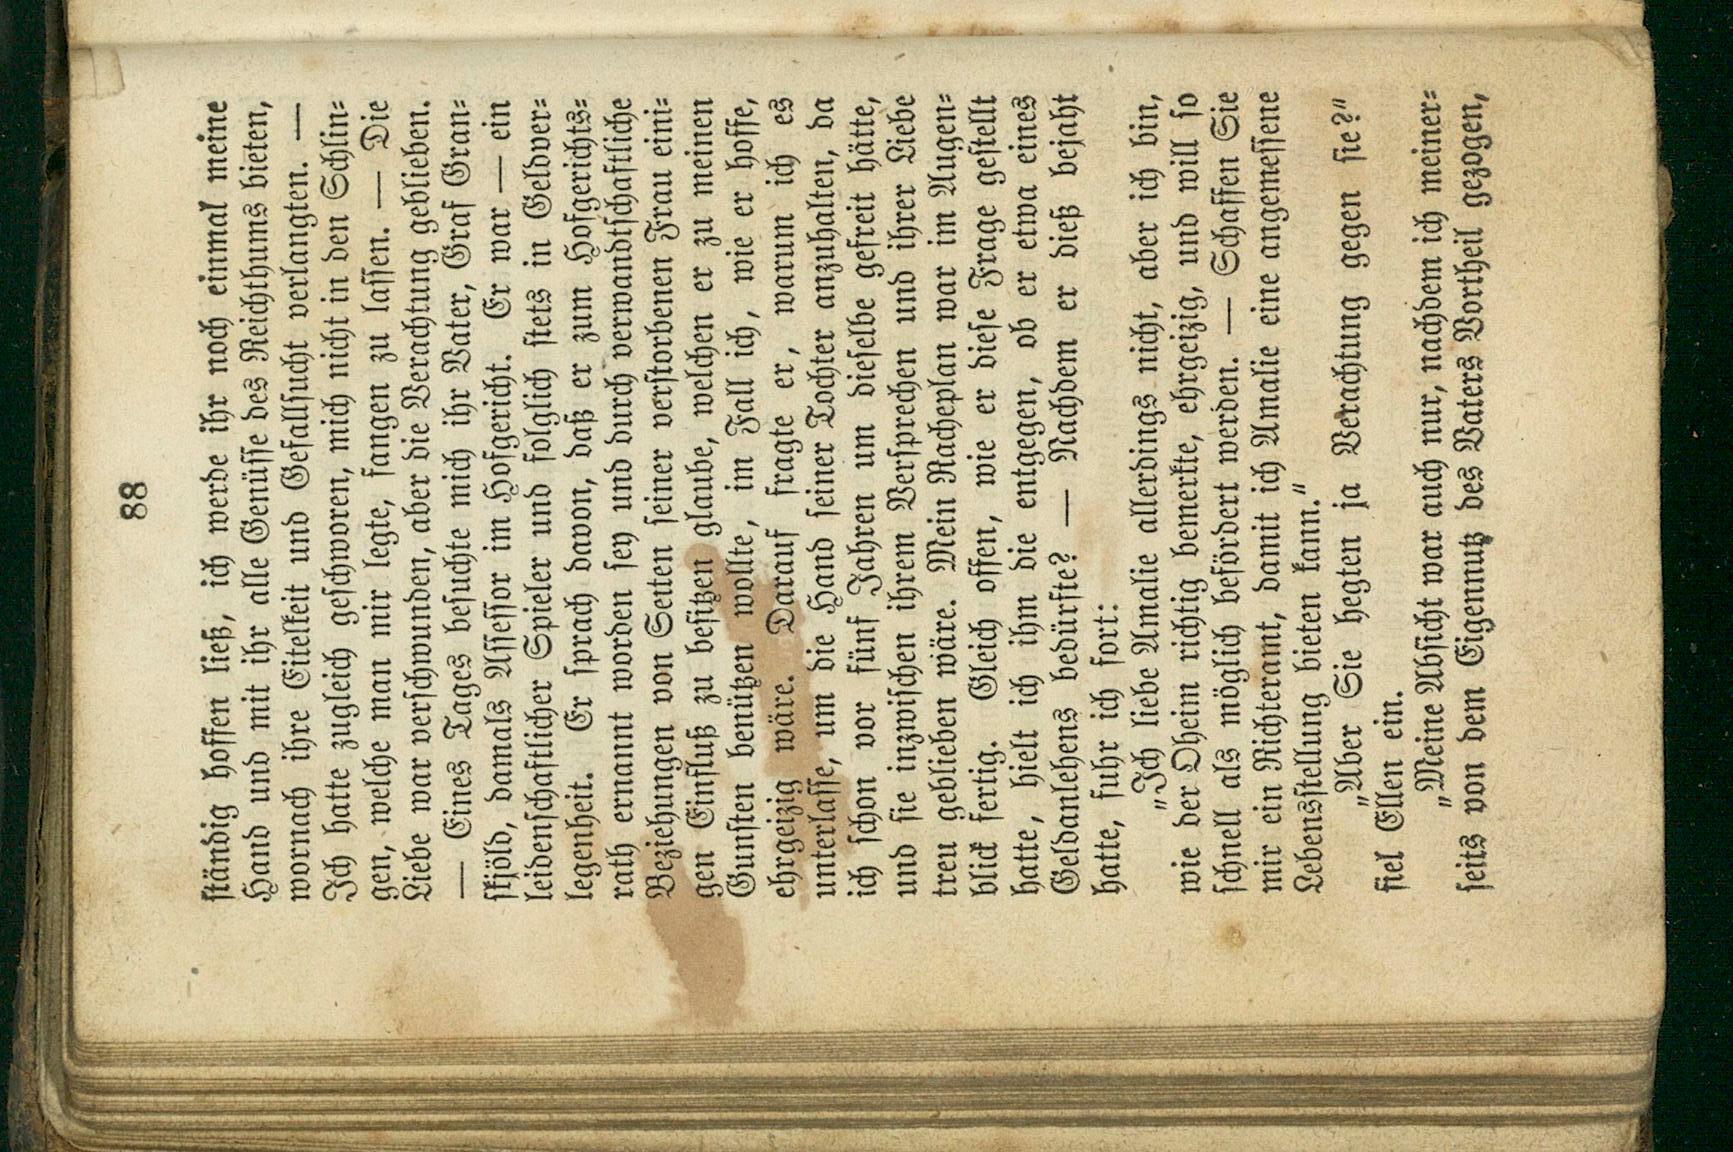 88
ständig hoffen ließ, ich werde ihr noch einmal meine
Hand und mit ihr alle Genüsse des Reichthums bieten,
wornach ihre Eitelkeit und Gefallsucht verlangten. —
Ich hatte zugleich geschworen, mich nicht in den Schlin-
gen, welche man mir legte, fangen zu lassen. — Die
Liebe war verschwunden, aber die Verachtung geblieben.
— Eines Tages besuchte mich ihr Vater, Graf Gran-
skjöld, damals Assessor im Hofgericht. Er war — ein
leidenschaftlicher Spieler und folglich stets in Geldver-
legenheit. Er sprach davon, daß er zum Hofgerichts-
rath ernannt worden sey und durch verwandtschaftliche
Beziehungen von Seiten seiner verstorbenen Frau eini-
gen Einfluß zu besitzen glaube, welchen er zu meinen
Gunsten benützen wollte, im Fall ich, wie er hoffe,
ehrgeizig wäre. Darauf fragte er, warum ich es
unterlasse, um die Hand seiner Tochter anzuhalten, da
ich schon vor fünf Jahren um dieselbe gefreit hätte,
und sie inzwischen ihrem Versprechen und ihrer Liebe
treu geblieben wäre. Mein Racheplan war im Augen-
blick fertig. Gleich offen, wie er diese Frage gestellt
hatte, hielt ich ihm die entgegen, ob er etwa eines
Geldanlehens bedürfte? — Nachdem er dieß bejaht
hatte, fuhr ich fort:
„Ich liebe Amalie allerdings nicht, aber ich bin,
wie der Oheim richtig bemerkte, ehrgeizig, und will so
schnell als möglich befördert werden. — Schaffen Sie
mir ein Richteramt, damit ich Amalie eine angemessene
Lebensstellung bieten kann.“
„Aber Sie hegten ja Verachtung gegen sie?“
fiel Ellen ein.
„Meine Absicht war auch nur, nachdem ich meiner-
seits von dem Eigennutz des Vaters Vortheil gezogen,